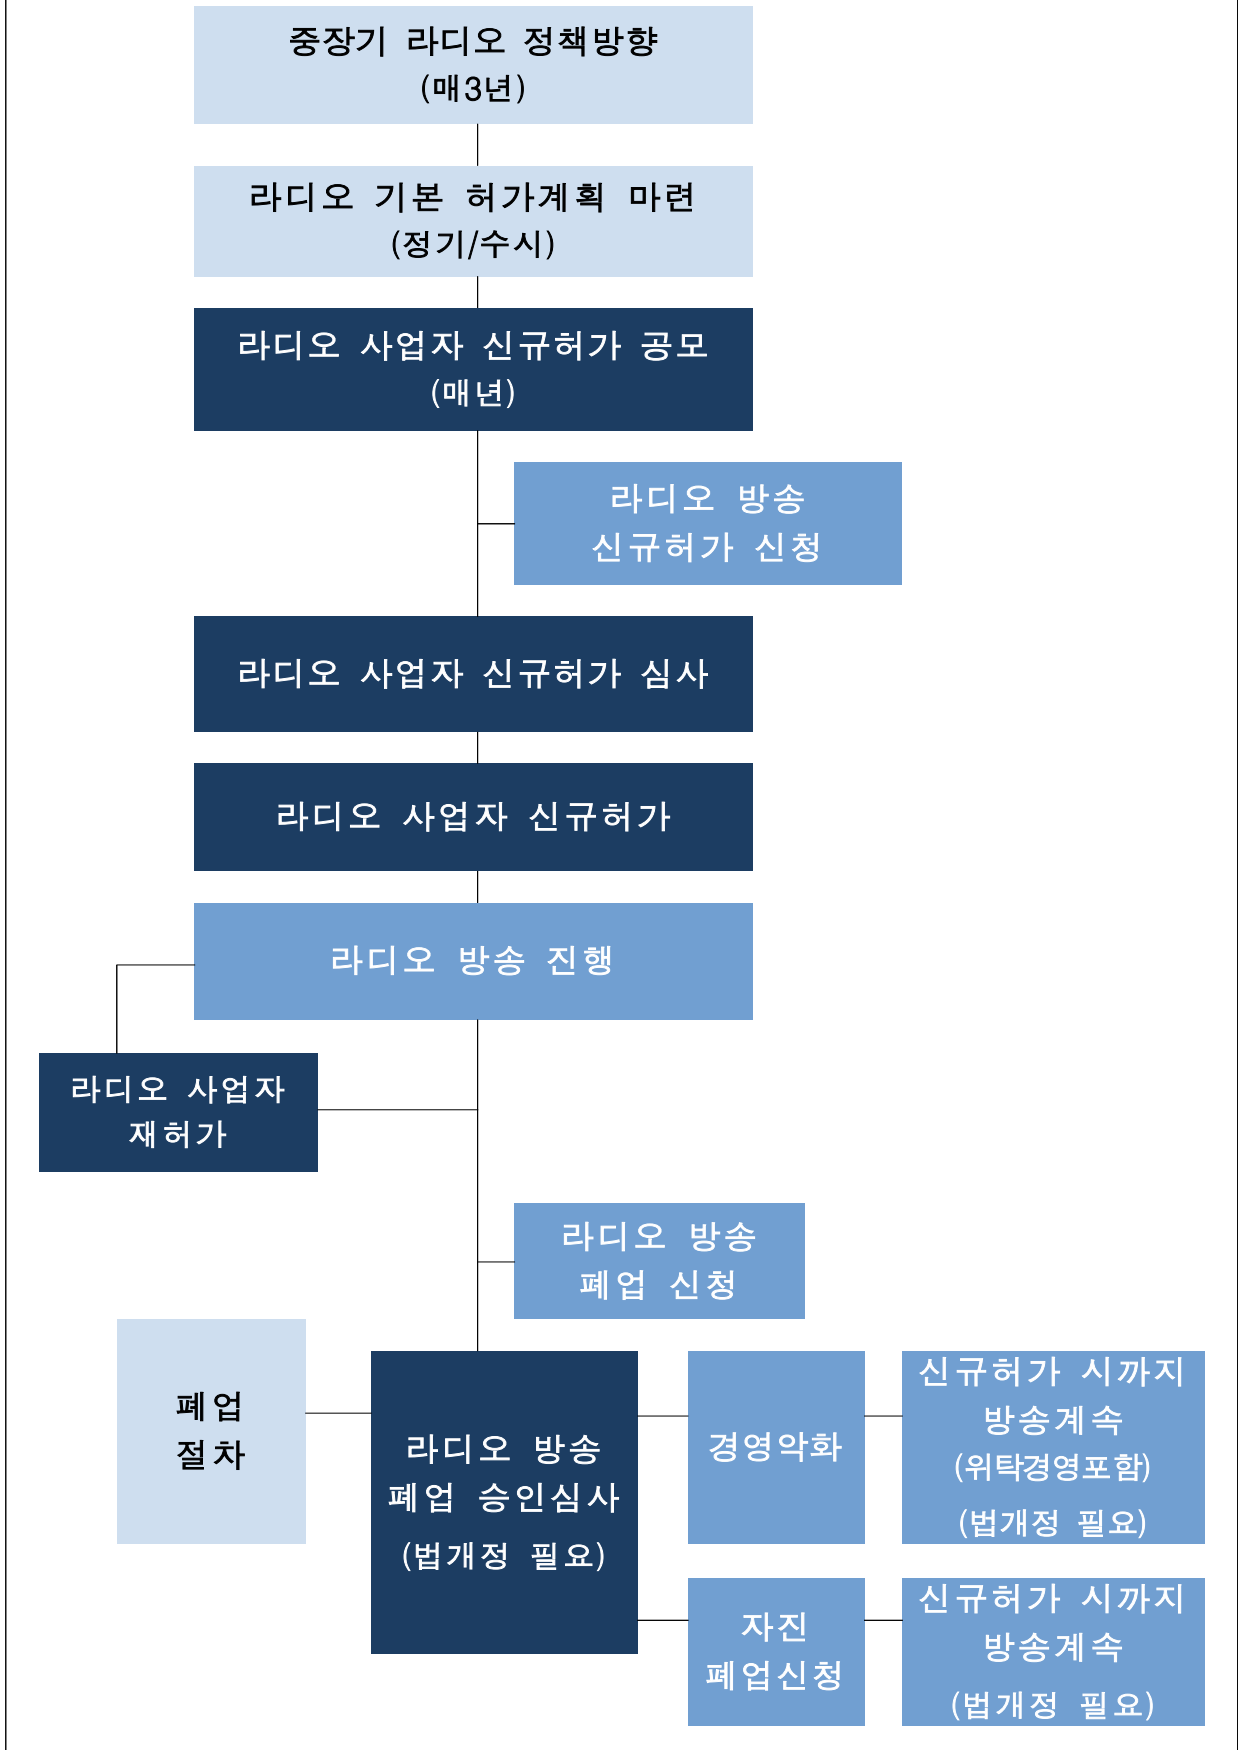 중장기 라디오 정책방향
(매3년)
라디오 기본 허가계획 마련
(정기/수시)
라디오 사업자 신규허가 공모
(매년)
라디오 방송
신규허가 신청
라디오 사업자 신규허가 심사
라디오 사업자 신규허가
라디오 방송 진행
라디오 사업자
재허가
라디오 방송
폐업 신청
폐업
절차
라디오 방송
폐업 승인심사
(법개정 필요)
경영악화
신규허가 시까지
방송계속
(위탁경영포함)
(법개정 필요)
자진
폐업신청
신규허가 시까지
방송계속
(법개정 필요)